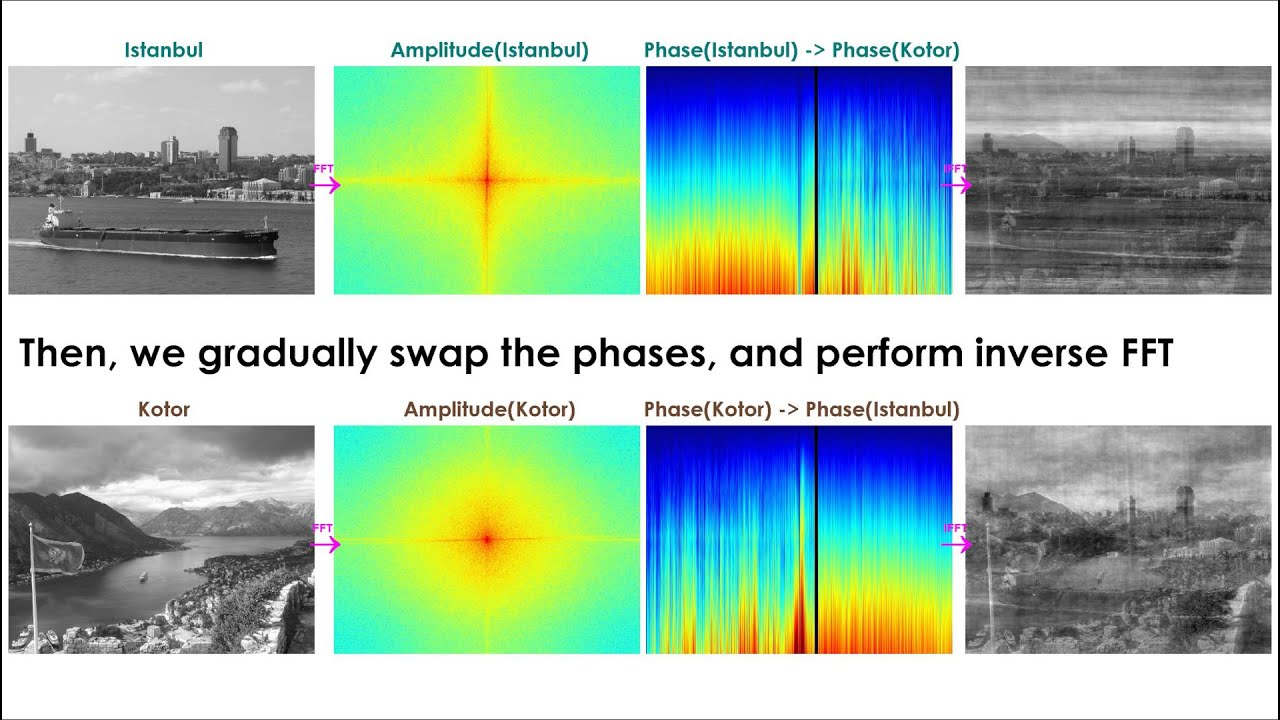 Istanbul
Amplitude(Istanbul)
Phase(Istanbul) -> Phase(Kotor)
FFT
IFFT
Then, we gradually swap the phases, and perform inverse FFT
Kotor
Amplitude(Kotor)
Phase(Kotor) -> Phase(Istanbul)
FFT
IFFT